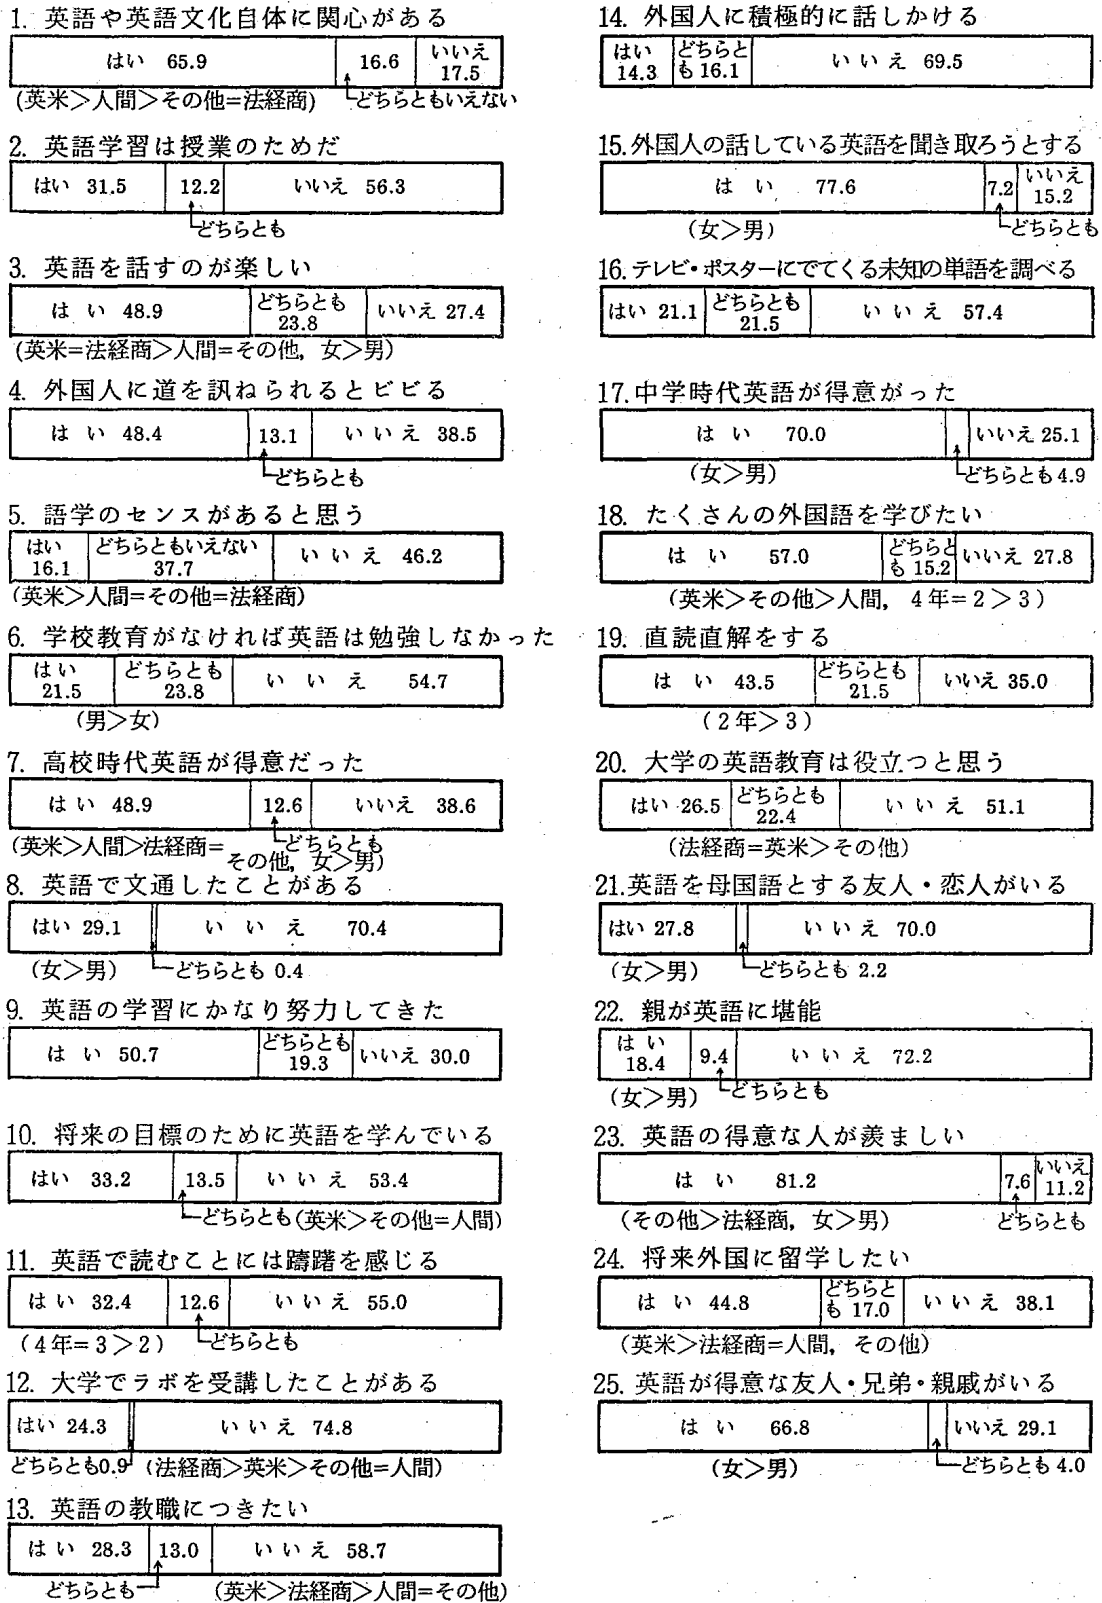 1. 英語や英語文化自体に関心がある
はい 65.9 16.6 いいえ 17.5
(英米>人間>その他=法経商) どちらともいえない
2. 英語学習は授業のためだ
はい 31.5 12.2 いいえ 56.3
どちらとも
3. 英語を話すのが楽しい
はい 48.9 どちらとも 23.8 いいえ 27.4
(英米=法経商>人間=その他, 女>男)
4. 外国人に道を訊ねられるとビビる
はい 48.4 13.1 いいえ 38.5
どちらとも
5. 語学のセンスがあると思う
はい 16.1 どちらともいえない 37.7 いいえ 46.2
(英米>人間=その他=法経商)
6. 学校教育がなければ英語は勉強しなかった
はい 21.5 どちらとも 23.8 いいえ 54.7
(男>女)
7. 高校時代英語が得意だった
はい 48.9 12.6 いいえ 38.6
(英米>人間>法経商= どちらとも
その他, 女>男)
8. 英語で文通したことがある
はい 29.1 いいえ 70.4
(女>男) どちらとも 0.4
9. 英語の学習にかなり努力してきた
はい 50.7 どちらとも 19.3 いいえ 30.0
10. 将来の目標のために英語を学んでいる
はい 33.2 13.5 いいえ 53.4
どちらとも (英米>その他=人間)
11. 英語で読むことには躊躇を感じる
はい 32.4 12.6 いいえ 55.0
(4年=3>2) どちらとも
12. 大学でラボを受講したことがある
はい 24.3 いいえ 74.8
どちらとも0.9 (法経商>英米>その他=人間)
13. 英語の教職につきたい
はい 28.3 13.0 いいえ 58.7
どちらとも (英米>法経商>人間=その他)
14. 外国人に積極的に話しかける
はい 14.3 どちらとも 16.1 いいえ 69.5
15.外国人の話している英語を聞き取ろうとする
はい 77.6 7.2 いいえ 15.2
(女>男) どちらとも
16.テレビ・ポスターにでてくる未知の単語を調べる
はい 21.1 どちらとも 21.5 いいえ 57.4
17.中学時代英語が得意がった
はい 70.0 いいえ 25.1
(女>男) どちらとも 4.9
18. たくさんの外国語を学びたい
はい 57.0 どちらとも 15.2 いいえ 27.8
(英米>その他>人間, 4年=2>3)
19. 直読直解をする
はい 43.5 どちらとも 21.5 いいえ 35.0
(2年>3)
20. 大学の英語教育は役立つと思う
はい 26.5 どちらとも 22.4 いいえ 51.1
(法経商=英米>その他)
21.英語を母国語とする友人・恋人がいる
はい 27.8 いいえ 70.0
(女>男) どちらとも 2.2
22. 親が英語に堪能
はい 18.4 9.4 いいえ 72.2
(女>男) どちらとも
23. 英語の得意な人が羨ましい
はい 81.2 7.6 いいえ 11.2
(その他>法経商, 女>男) どちらとも
24. 将来外国に留学したい
はい 44.8 どちらとも 17.0 いいえ 38.1
(英米>法経商=人間, その他)
25. 英語が得意な友人・兄弟・親戚がいる
はい 66.8 いいえ 29.1
(女>男) どちらとも 4.0